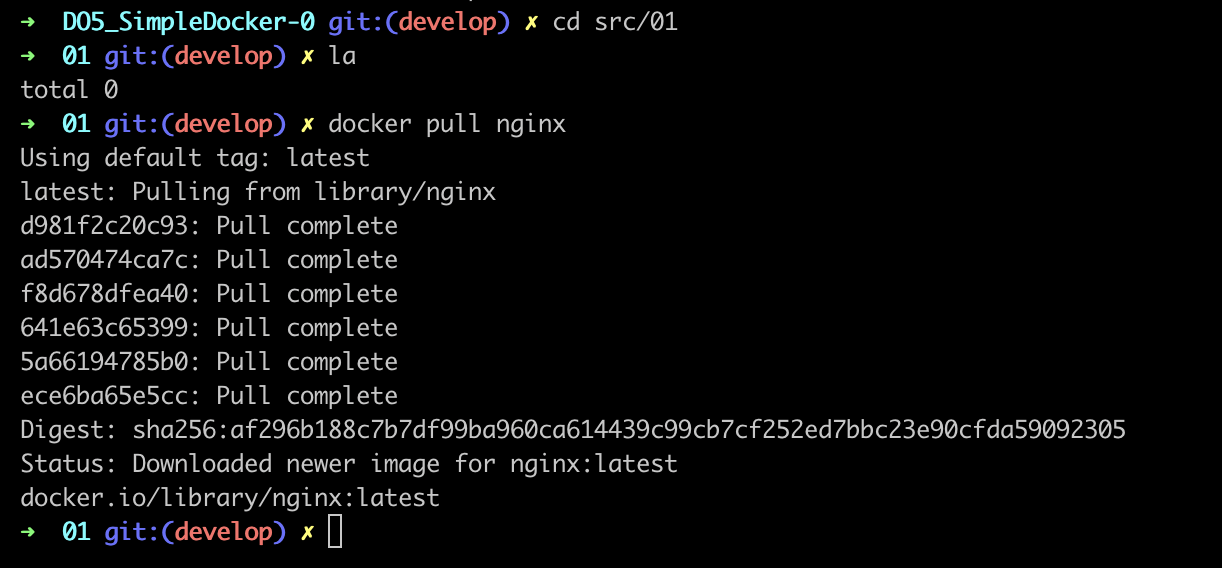 ➜  DO5_SimpleDocker-0 git:(develop) ✗ cd src/01
➜  01 git:(develop) ✗ la
total 0
➜  01 git:(develop) ✗ docker pull nginx
Using default tag: latest
latest: Pulling from library/nginx
d981f2c20c93: Pull complete
ad570474ca7c: Pull complete
f8d678dfea40: Pull complete
641e63c65399: Pull complete
5a66194785b0: Pull complete
ece6ba65e5cc: Pull complete
Digest: sha256:af296b188c7b7df99ba960ca614439c99cb7cf252ed7bbc23e90cfda59092305
Status: Downloaded newer image for nginx:latest
docker.io/library/nginx:latest
➜  01 git:(develop) ✗